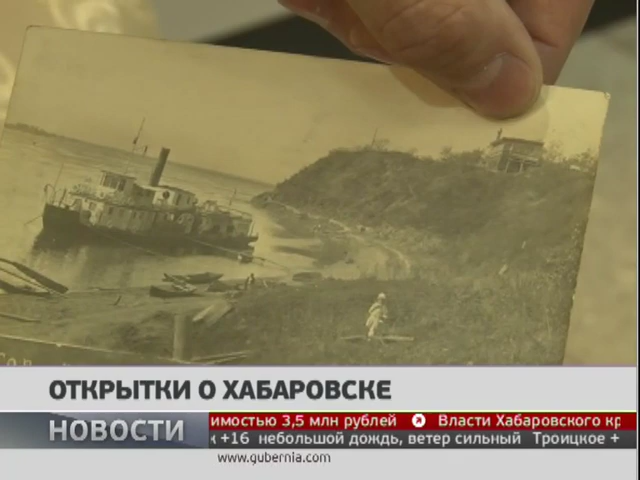 ОТКРЫТКИ О ХАБАРОВСКЕ
НОВОСТИ
имостью 3,5 млн рублей Власти Хабаровского кр
к +16 небольшой дождь, ветер сильный Троицкое +
www.gubernia.com